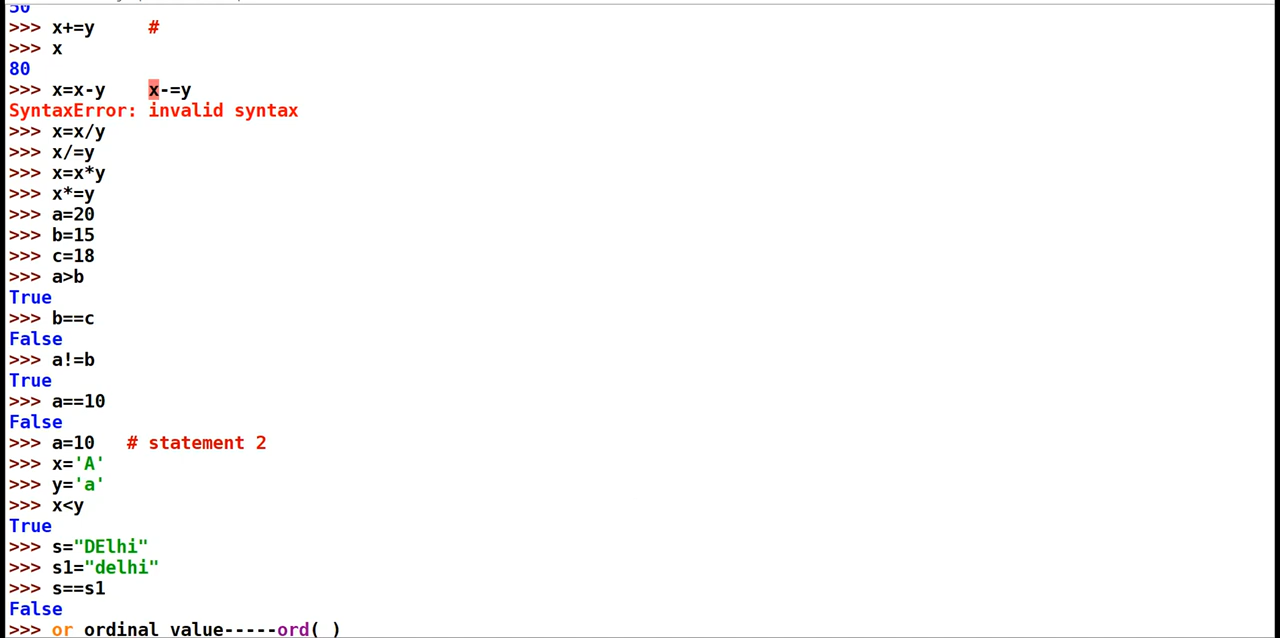 50
>>> x+=y     #
>>> x
80
>>> x=x-y    x-=y
SyntaxError: invalid syntax
>>> x=x/y
>>> x/=y
>>> x=x*y
>>> x*=y
>>> a=20
>>> b=15
>>> c=18
>>> a>b
True
>>> b==c
False
>>> a!=b
True
>>> a==10
False
>>> a=10   # statement 2
>>> x='A'
>>> y='a'
>>> x<y
True
>>> s="DElhi"
>>> s1="delhi"
>>> s==s1
False
>>> or ordinal value-----ord( )